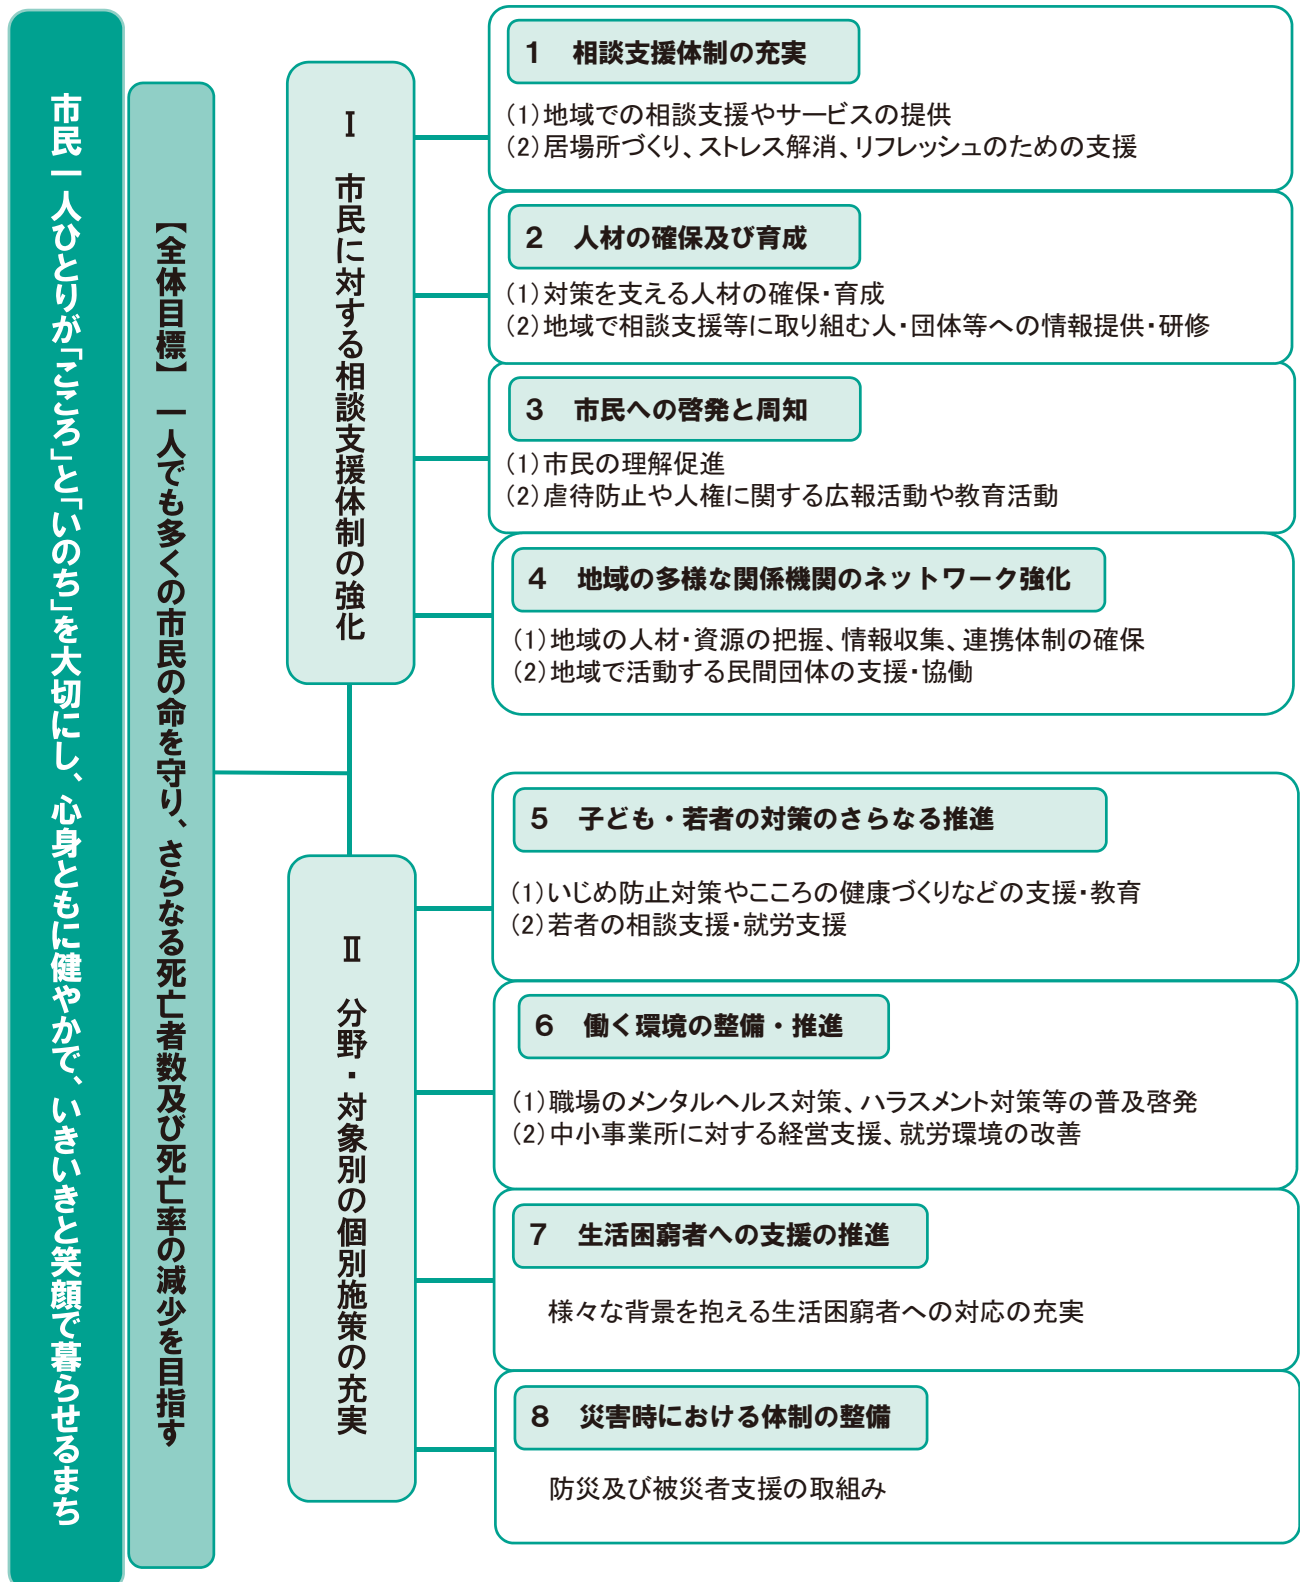 市民一人ひとりが「こころ」と「いのち」を大切にし、心身ともに健やかで、いきいきと笑顔で暮らせるまち
【全体目標】 一人でも多くの市民の命を守り、さらなる死亡者数及び死亡率の減少を目指す
Ⅰ 市民に対する相談支援体制の強化
1 相談支援体制の充実
(1)地域での相談支援やサービスの提供
(2)居場所づくり、ストレス解消、リフレッシュのための支援
2 人材の確保及び育成
(1)対策を支える人材の確保・育成
(2)地域で相談支援等に取り組む人・団体等への情報提供・研修
3 市民への啓発と周知
(1)市民の理解促進
(2)虐待防止や人権に関する広報活動や教育活動
4 地域の多様な関係機関のネットワーク強化
(1)地域の人材・資源の把握、情報収集、連携体制の確保
(2)地域で活動する民間団体の支援・協働
Ⅱ 分野・対象別の個別施策の充実
5 子ども・若者の対策のさらなる推進
(1)いじめ防止対策やこころの健康づくりなどの支援・教育
(2)若者の相談支援・就労支援
6 働く環境の整備・推進
(1)職場のメンタルヘルス対策、ハラスメント対策等の普及啓発
(2)中小事業所に対する経営支援、就労環境の改善
7 生活困窮者への支援の推進
様々な背景を抱える生活困窮者への対応の充実
8 災害時における体制の整備
防災及び被災者支援の取組み